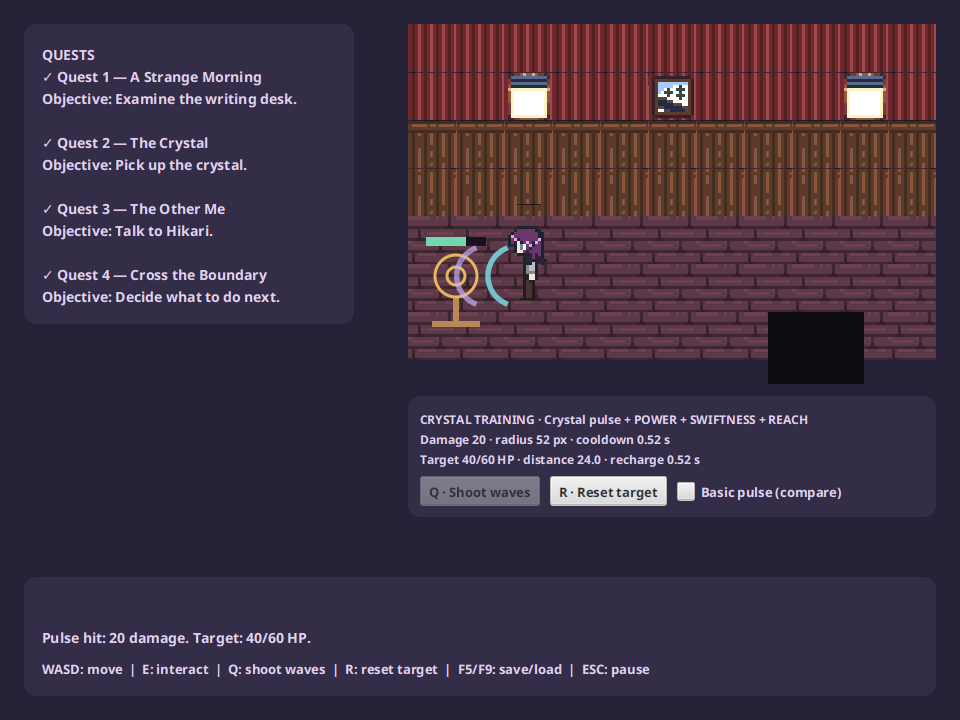 QUESTS
✓ Quest 1 — A Strange Morning
Objective: Examine the writing desk.
✓ Quest 2 — The Crystal
Objective: Pick up the crystal.
✓ Quest 3 — The Other Me
Objective: Talk to Hikari.
✓ Quest 4 — Cross the Boundary
Objective: Decide what to do next.
CRYSTAL TRAINING · Crystal pulse + POWER + SWIFTNESS + REACH
Damage 20 · radius 52 px · cooldown 0.52 s
Target 40/60 HP · distance 24.0 · recharge 0.52 s
Q · Shoot waves
R · Reset target
Basic pulse (compare)
Pulse hit: 20 damage. Target: 40/60 HP.
WASD: move | E: interact | Q: shoot waves | R: reset target | F5/F9: save/load | ESC: pause